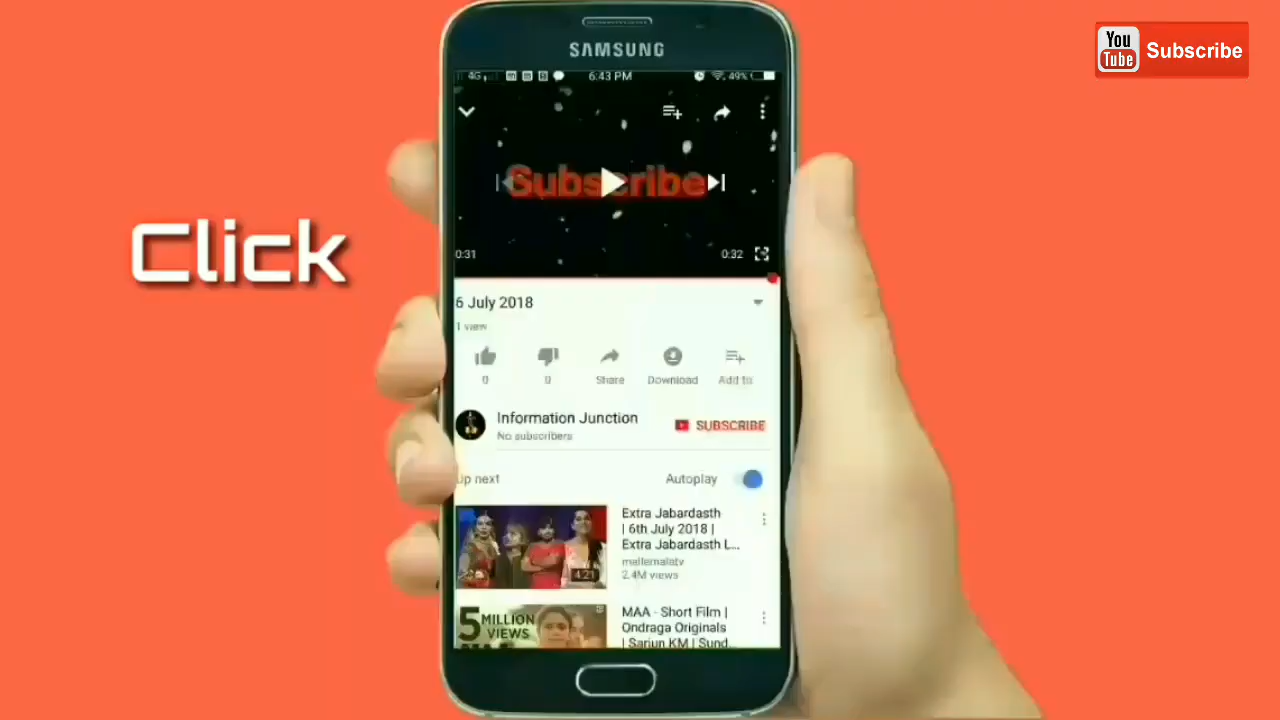 You
Tube
Subscribe
SAMSUNG
4G
6:43 PM
49%
Subscribe
0:31
0:32
Click
6 July 2018
1 view
0
0
Share
Download
Add to
Information Junction
No subscribers
SUBSCRIBE
Up next
Autoplay
Extra Jabardasth
| 6th July 2018 |
Extra Jabardasth L...
mallemalatv
2.4M views
4:21
5 MILLION
VIEWS
MAA - Short Film |
Ondraga Originals
| Sarjun KM | Sund...